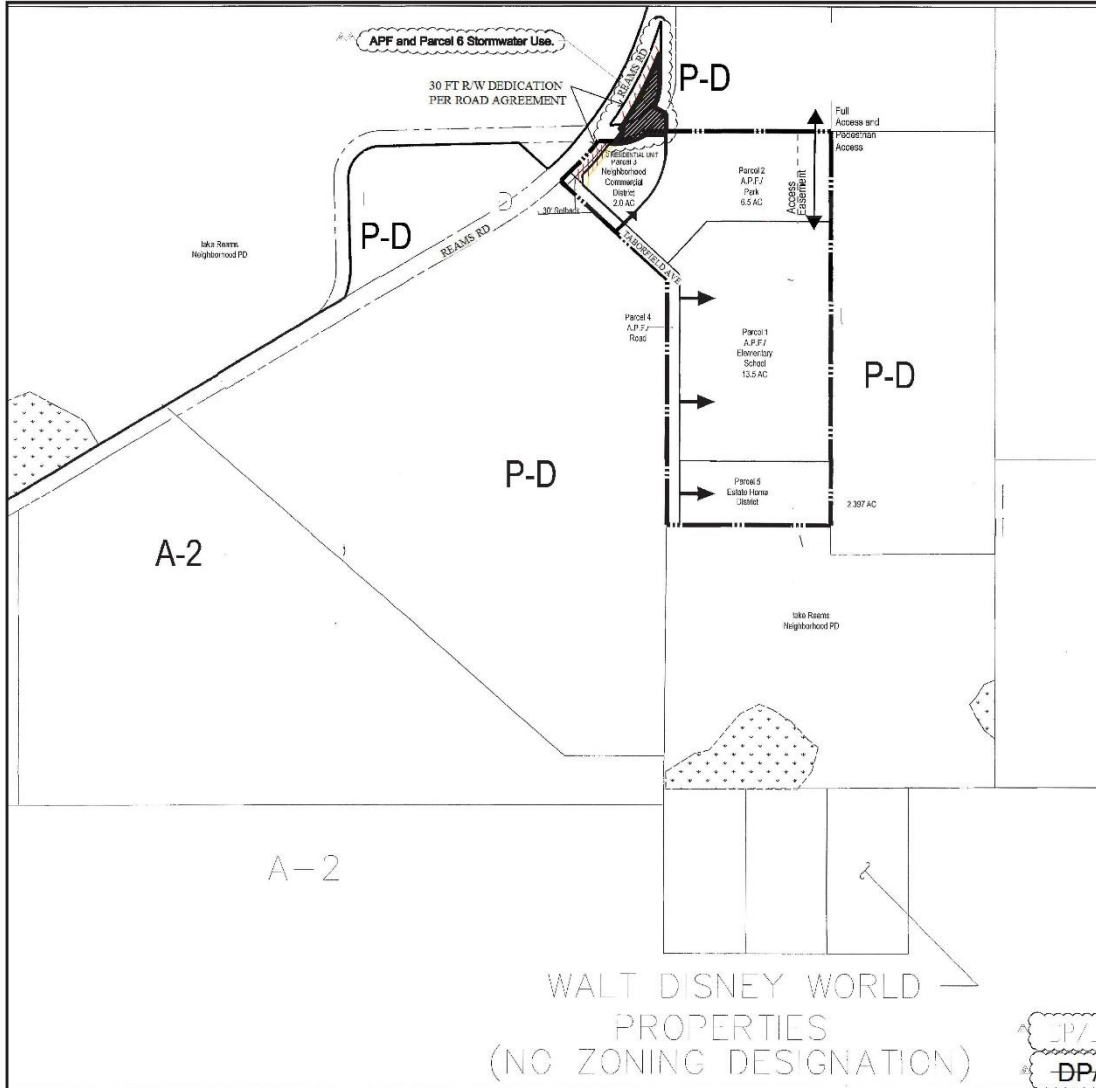 APF and Parcel 6 Stormwater Use.
30 FT R/W DEDICATION
PER ROAD AGREEMENT
REAMS RD
P-D
Full
Access and
Pedestrian
Access
RESIDENTIAL UNIT
Parcel 3
Neighborhood
Commercial
District
2.0 AC
Parcel 2
A.P.F./
Park
6.5 AC
Access
Easement
30' Setback
TABORFIELD AVE
P-D
REAMS RD
lake Reams
Neighborhood PD
Parcel 4
A.P.F./
Road
Parcel 1
A.P.F./
Elementary
School
13.5 AC
P-D
P-D
Parcel 5
Estate Home
District
2.397 AC
A-2
lake Reams
Neighborhood PD
A-2
WALT DISNEY WORLD
PROPERTIES
(NO ZONING DESIGNATION)